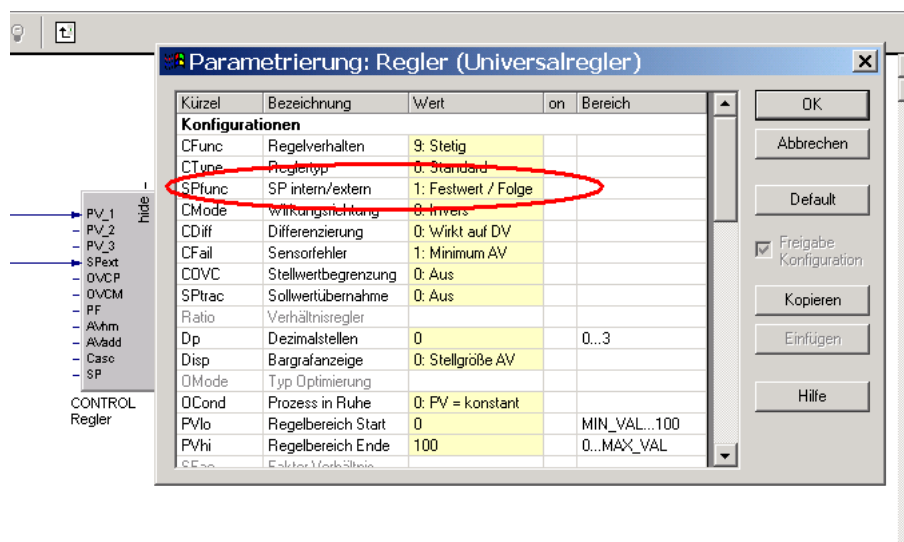 Parametrierung: Regler (Universalregler)
Kürzel Bezeichnung Wert on Bereich
Konfigurationen
CFunc Regelverhalten 9: Stetig
CType Reglertyp 0: Standard
SPfunc SP intern/extern 1: Festwert / Folge
CMode Wirkungsrichtung 0: Invers
CDiff Differenzierung 0: Wirkt auf DV
CFail Sensorfehler 1: Minimum AV
COVC Stellwertbegrenzung 0: Aus
SPtrac Sollwertübernahme 0: Aus
Ratio Verhältnisregler
Dp Dezimalstellen 0 0...3
Disp Bargrafanzeige 0: Stellgröße AV
OMode Typ Optimierung
OCond Prozess in Ruhe 0: PV = konstant
PVlo Regelbereich Start 0 MIN_VAL...100
PVhi Regelbereich Ende 100 0...MAX_VAL
SFac Faktor Verhältnis
OK
Abbrechen
Default
Freigabe
Konfiguration
Kopieren
Einfügen
Hilfe
hide
PV_1
PV_2
PV_3
SPext
OVCP
OVCM
PF
AVhm
AVadd
Casc
SP
CONTROL
Regler